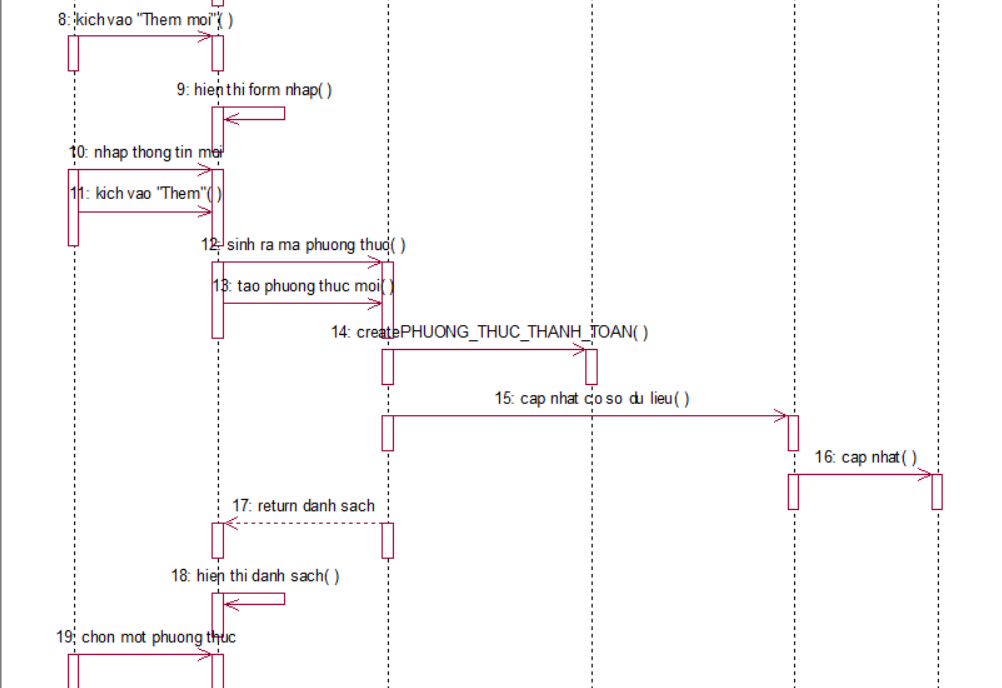 8: kich vao "Them moi"( )
9: hien thi form nhap( )
10: nhap thong tin moi
11: kich vao "Them"( )
12: sinh ra ma phuong thuc( )
13: tao phuong thuc moi( )
14: createPHUONG_THUC_THANH_TOAN( )
15: cap nhat co so du lieu( )
16: cap nhat( )
17: return danh sach
18: hien thi danh sach( )
19: chon mot phuong thuc